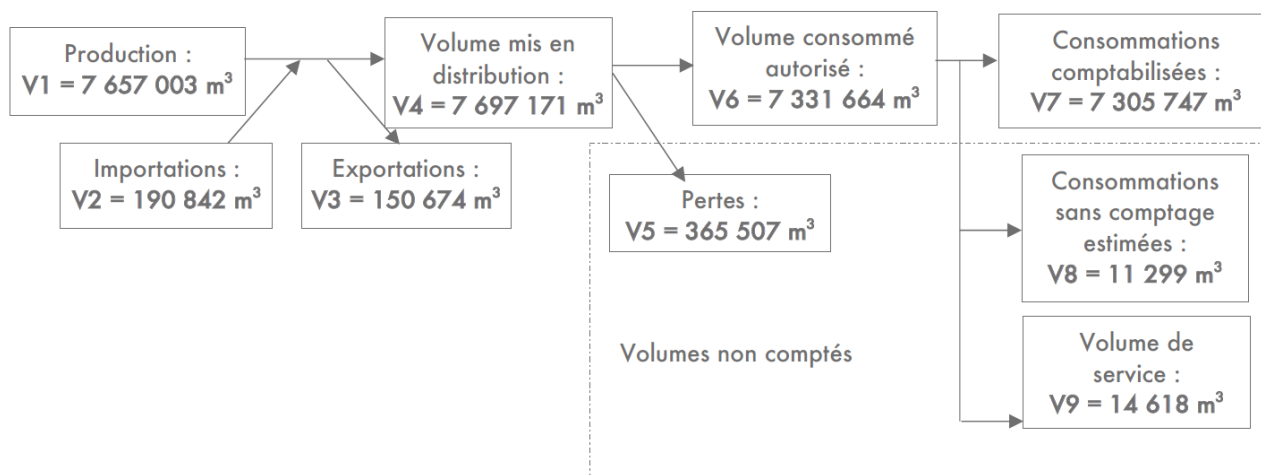 Production :
V1 = 7 657 003 m³
Volume mis en
distribution :
V4 = 7 697 171 m³
Volume consommé
autorisé :
V6 = 7 331 664 m³
Consommations
comptabilisées :
V7 = 7 305 747 m³
Importations :
V2 = 190 842 m³
Exportations :
V3 = 150 674 m³
Pertes :
V5 = 365 507 m³
Consommations
sans comptage
estimées :
V8 = 11 299 m³
Volumes non comptés
Volume de
service :
V9 = 14 618 m³